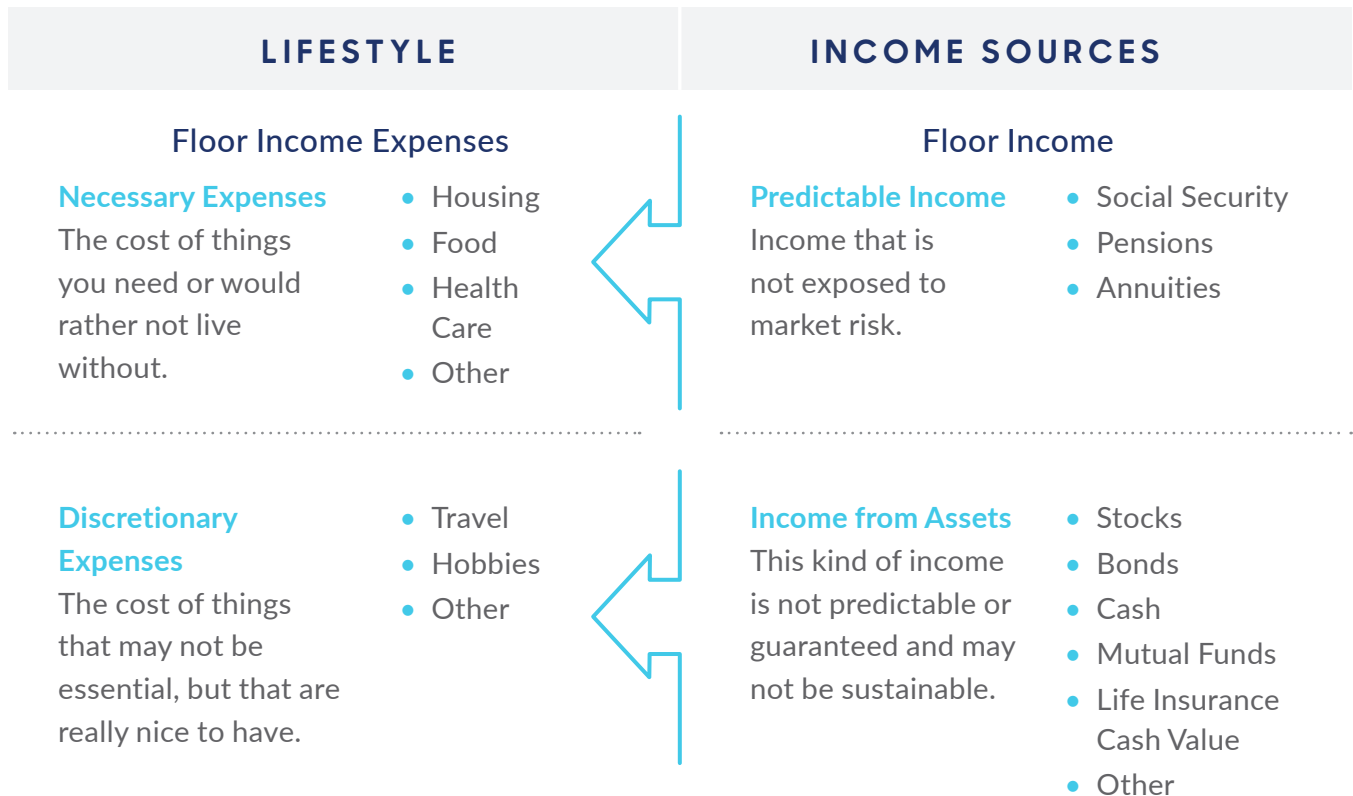 LIFESTYLE
INCOME SOURCES
Floor Income Expenses
Necessary Expenses
The cost of things
you need or would
rather not live
without.
• Housing
• Food
• Health
Care
• Other
Floor Income
Predictable Income
Income that is
not exposed to
market risk.
• Social Security
• Pensions
• Annuities
Discretionary
Expenses
The cost of things
that may not be
essential, but that are
really nice to have.
• Travel
• Hobbies
• Other
Income from Assets
This kind of income
is not predictable or
guaranteed and may
not be sustainable.
• Stocks
• Bonds
• Cash
• Mutual Funds
• Life Insurance
Cash Value
• Other